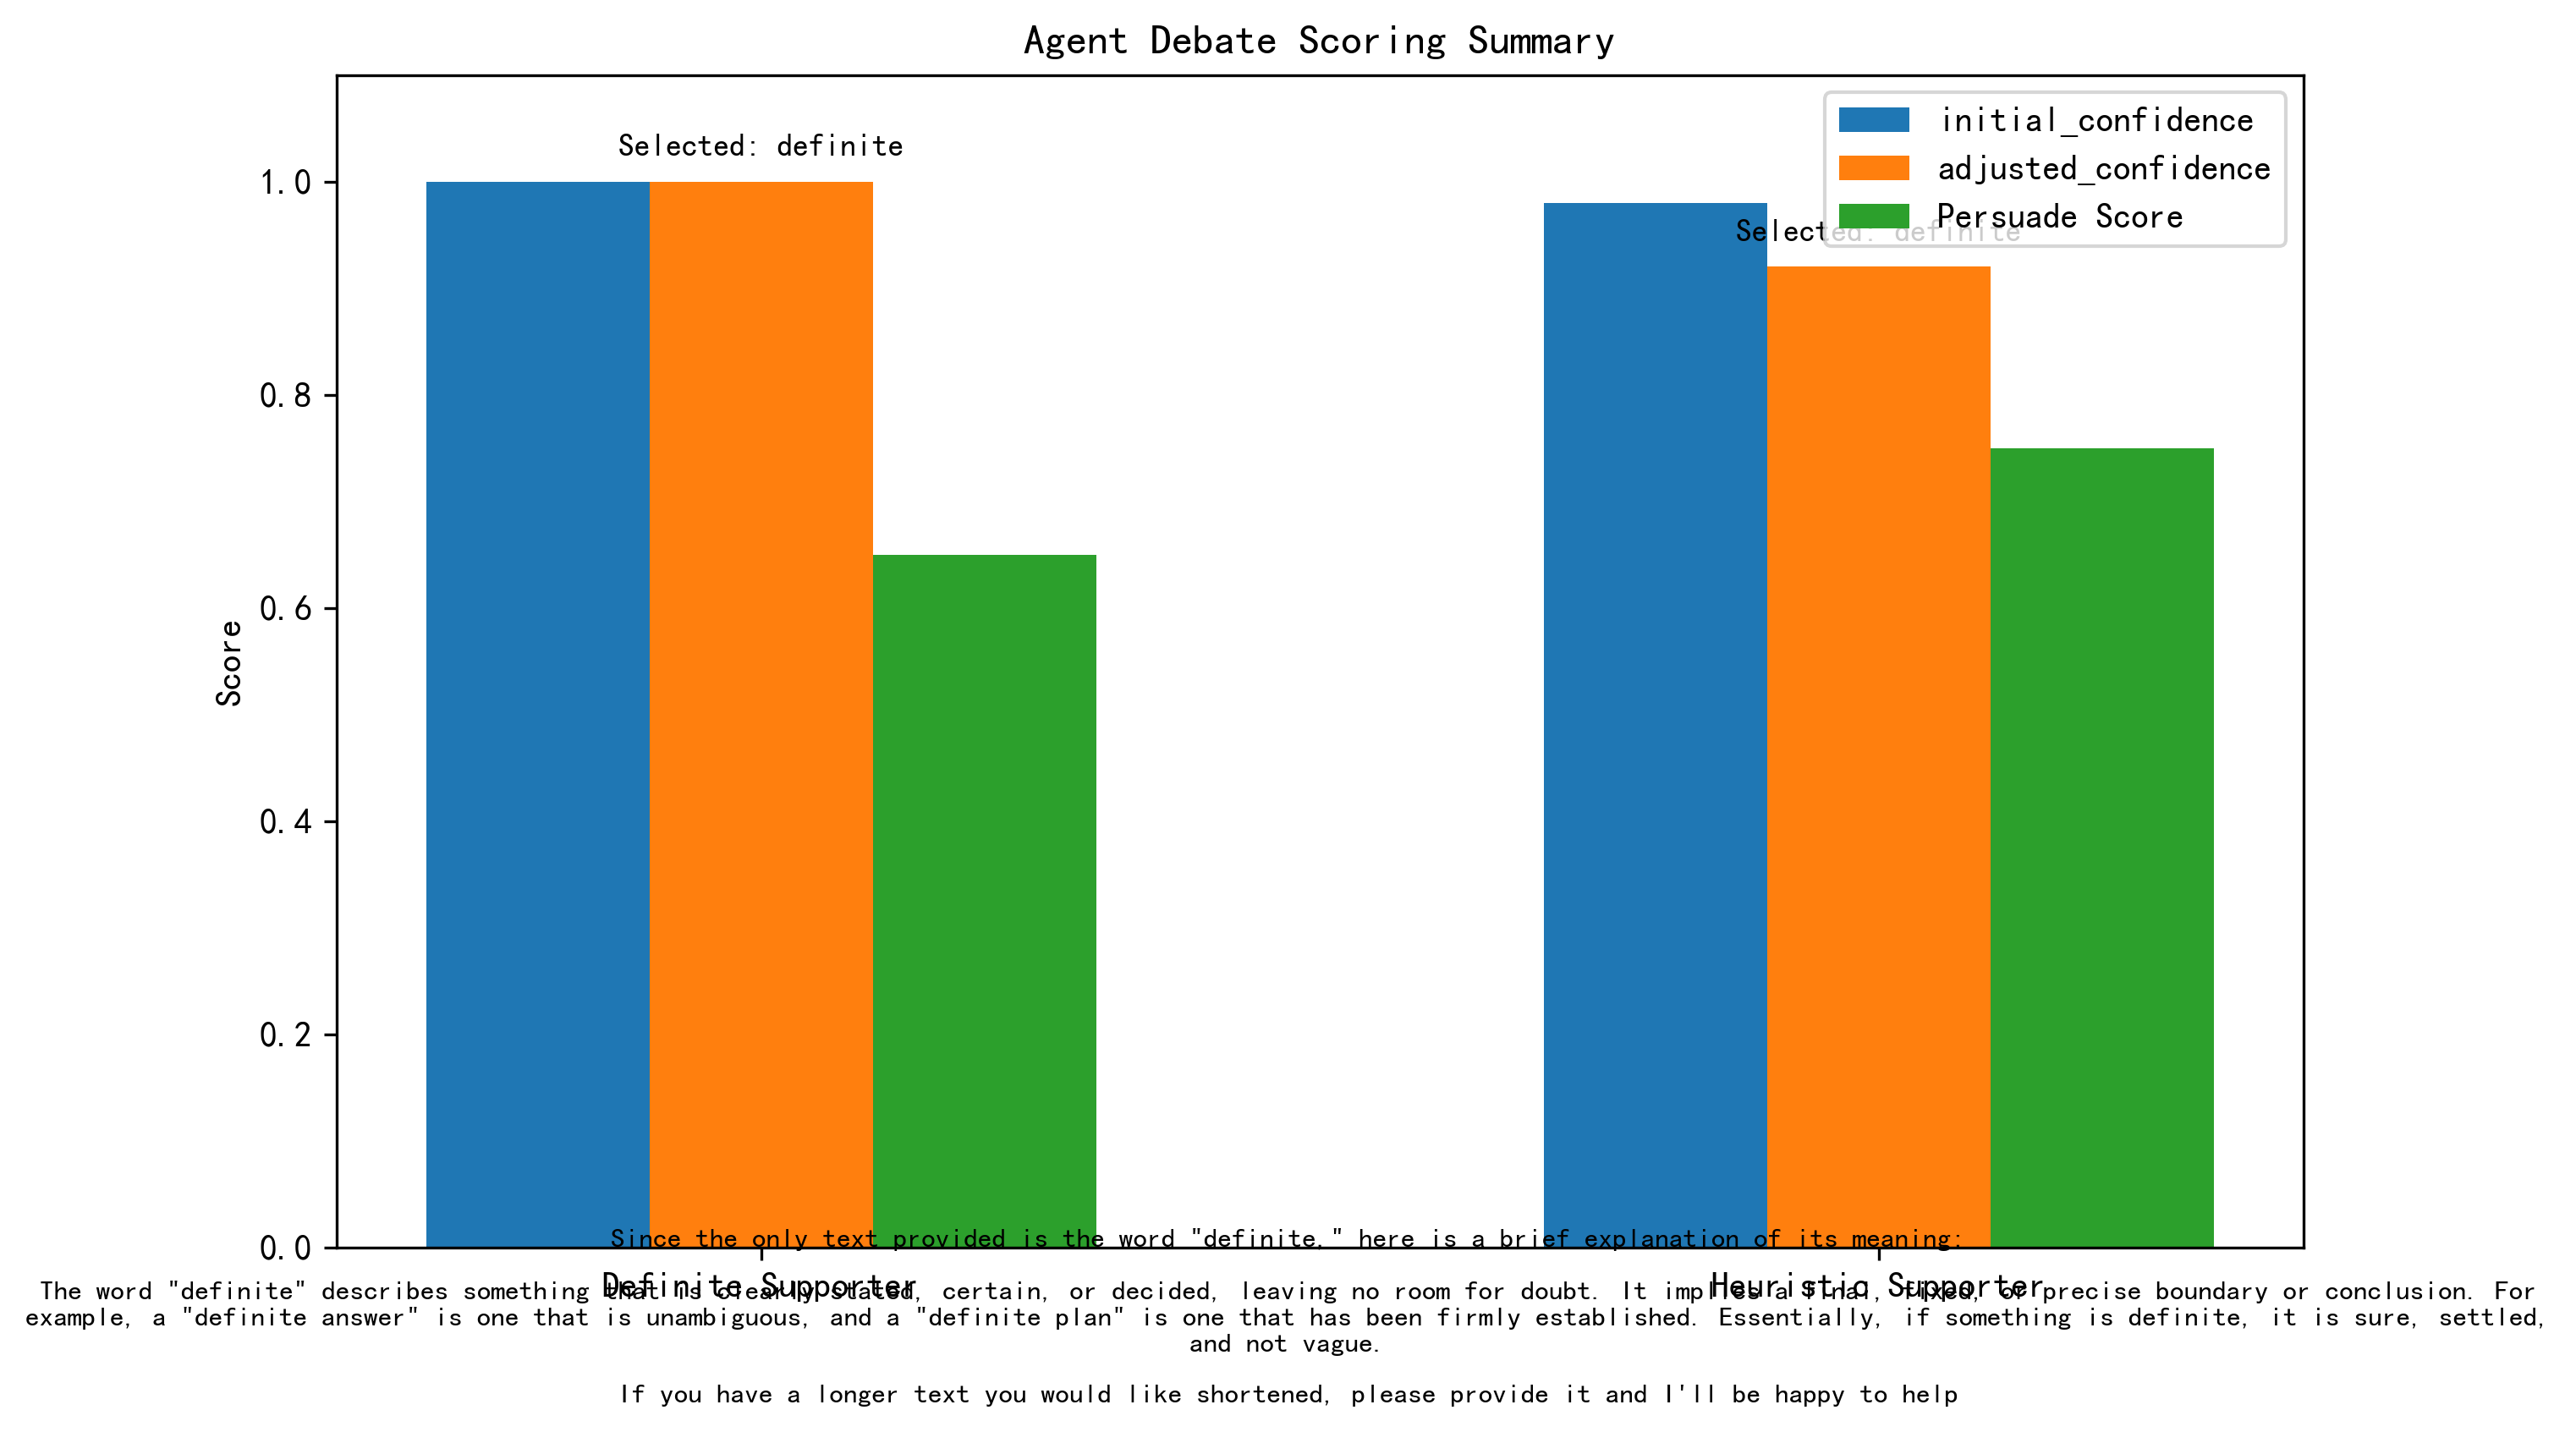 Agent Debate Scoring Summary
Selected: definite
initial_confidence
adjusted_confidence
Persuade Score
Selected: definite
1.0
0.8
0.6
0.4
0.2
0.0
Score
Since the only text provided is the word "definite," here is a brief explanation of its meaning:
Definite Supporter
Heuristic Supporter
The word "definite" describes something that is clearly stated, certain, or decided, leaving no room for doubt. It implies a final, fixed, or precise boundary or conclusion. For
example, a "definite answer" is one that is unambiguous, and a "definite plan" is one that has been firmly established. Essentially, if something is definite, it is sure, settled,
and not vague.
If you have a longer text you would like shortened, please provide it and I'll be happy to help